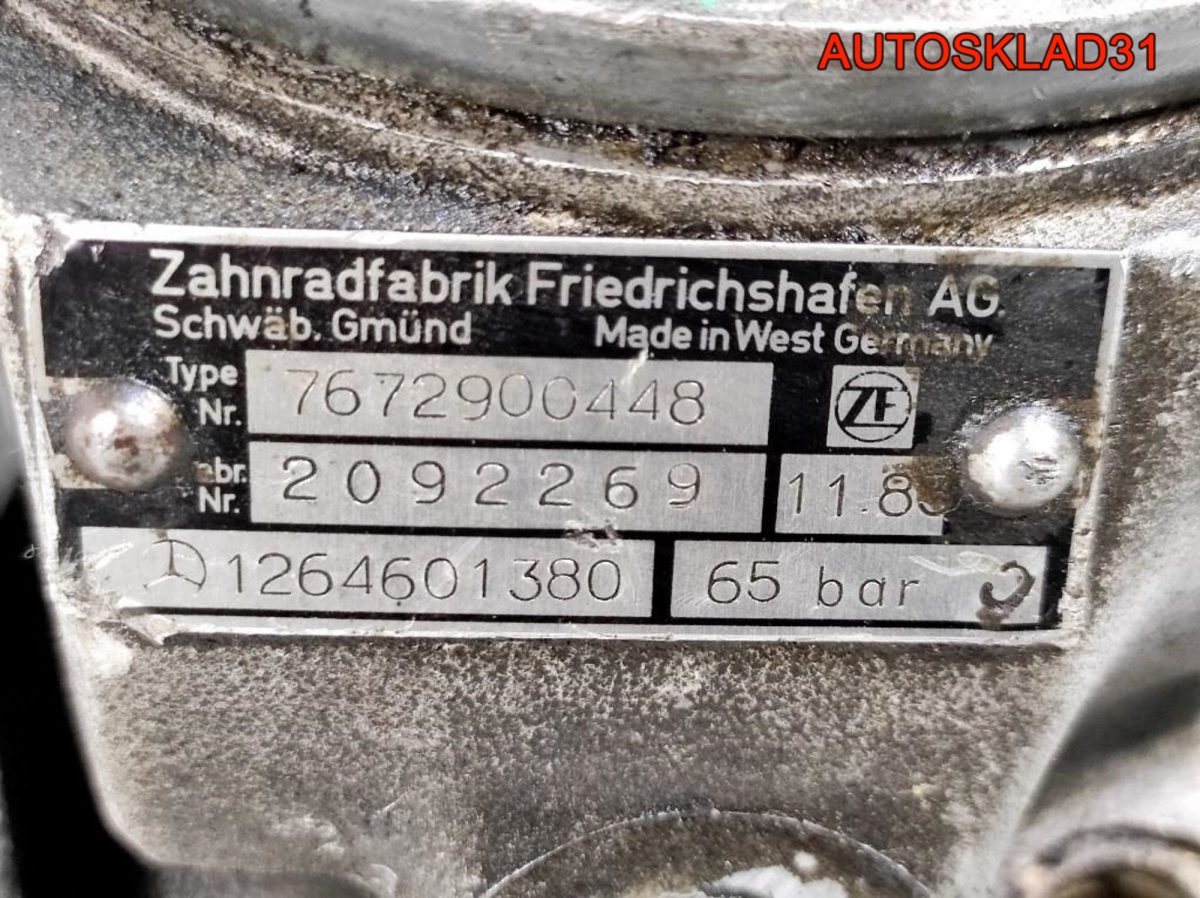 AUTOSKLAD31
Zahnradfabrik Friedrichshafen AG.
Schwäb. Gmünd Made in West Germany
Type
Nr. 7672900448
ZF
abr.
Nr. 2092269
1264601380 65 bar